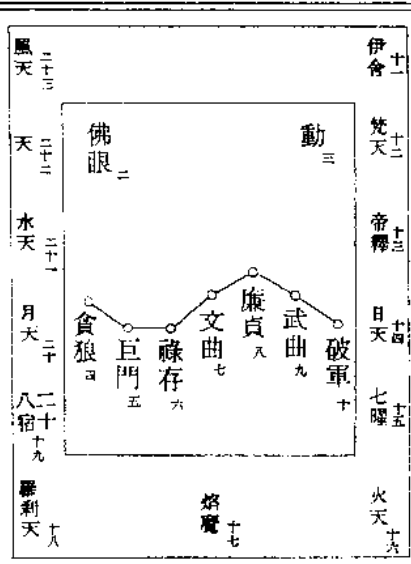 伊舎 十一
梵天 十二
帝釋 十三
日天 十四
七曜 十五
火天 十六
動 三
佛眼 二
破軍 十
武曲 九
廉貞 八
文曲 七
祿存 六
巨門 五
貪狼 四
焰 十七
羅刹天 十八
二十八宿 十九
月天 二十
水天 二十一
天 二十二
風天 二十三